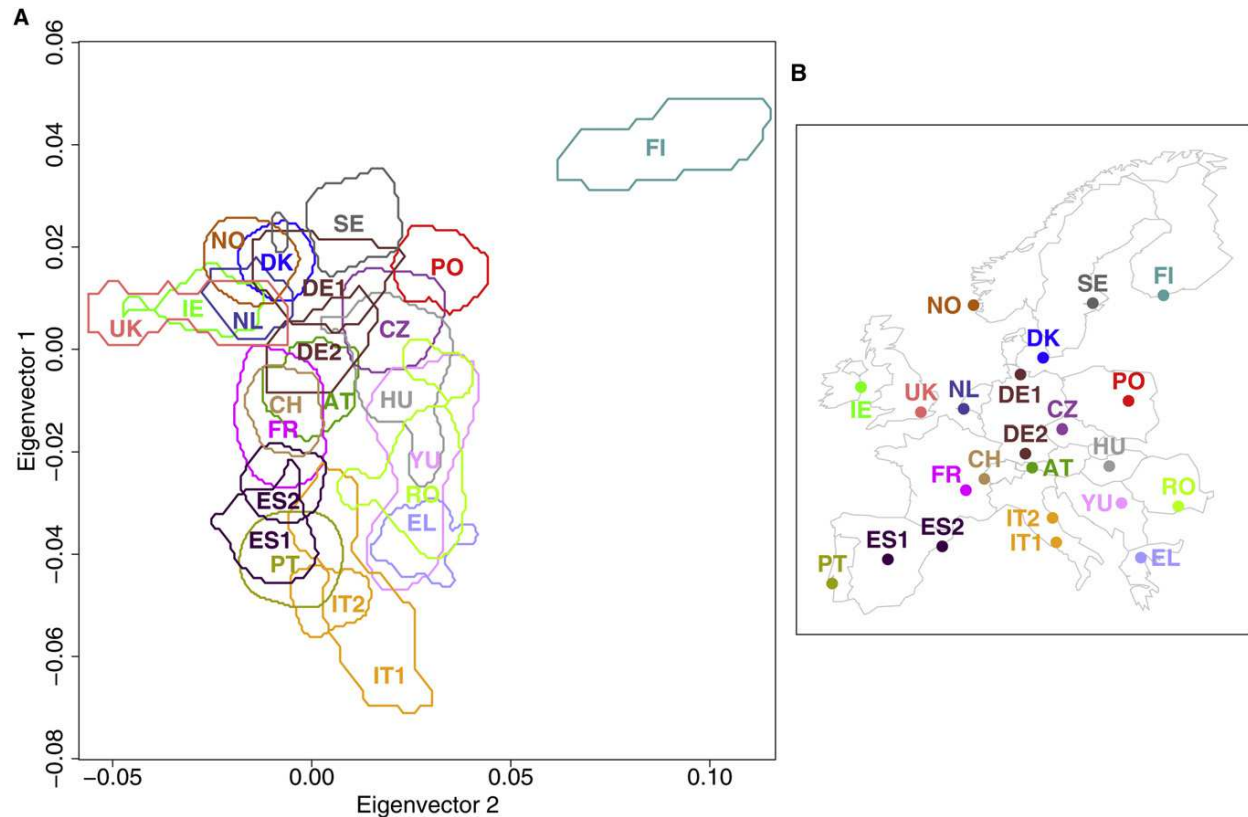 A
Eigenvector 1
0.06
0.04
0.02
0.00
−0.02
−0.04
−0.06
−0.08
FI
SE
NO
DK
PO
DE1
IE
NL
UK
CZ
DE2
CH
AT
HU
FR
YU
ES2
RO
EL
ES1
PT
IT2
IT1
−0.05
0.00
0.05
0.10
Eigenvector 2
B
FI
SE
NO
DK
IE
UK
NL
DE1
PO
CZ
DE2
HU
CH
AT
FR
RO
YU
IT2
ES2
ES1
IT1
PT
EL